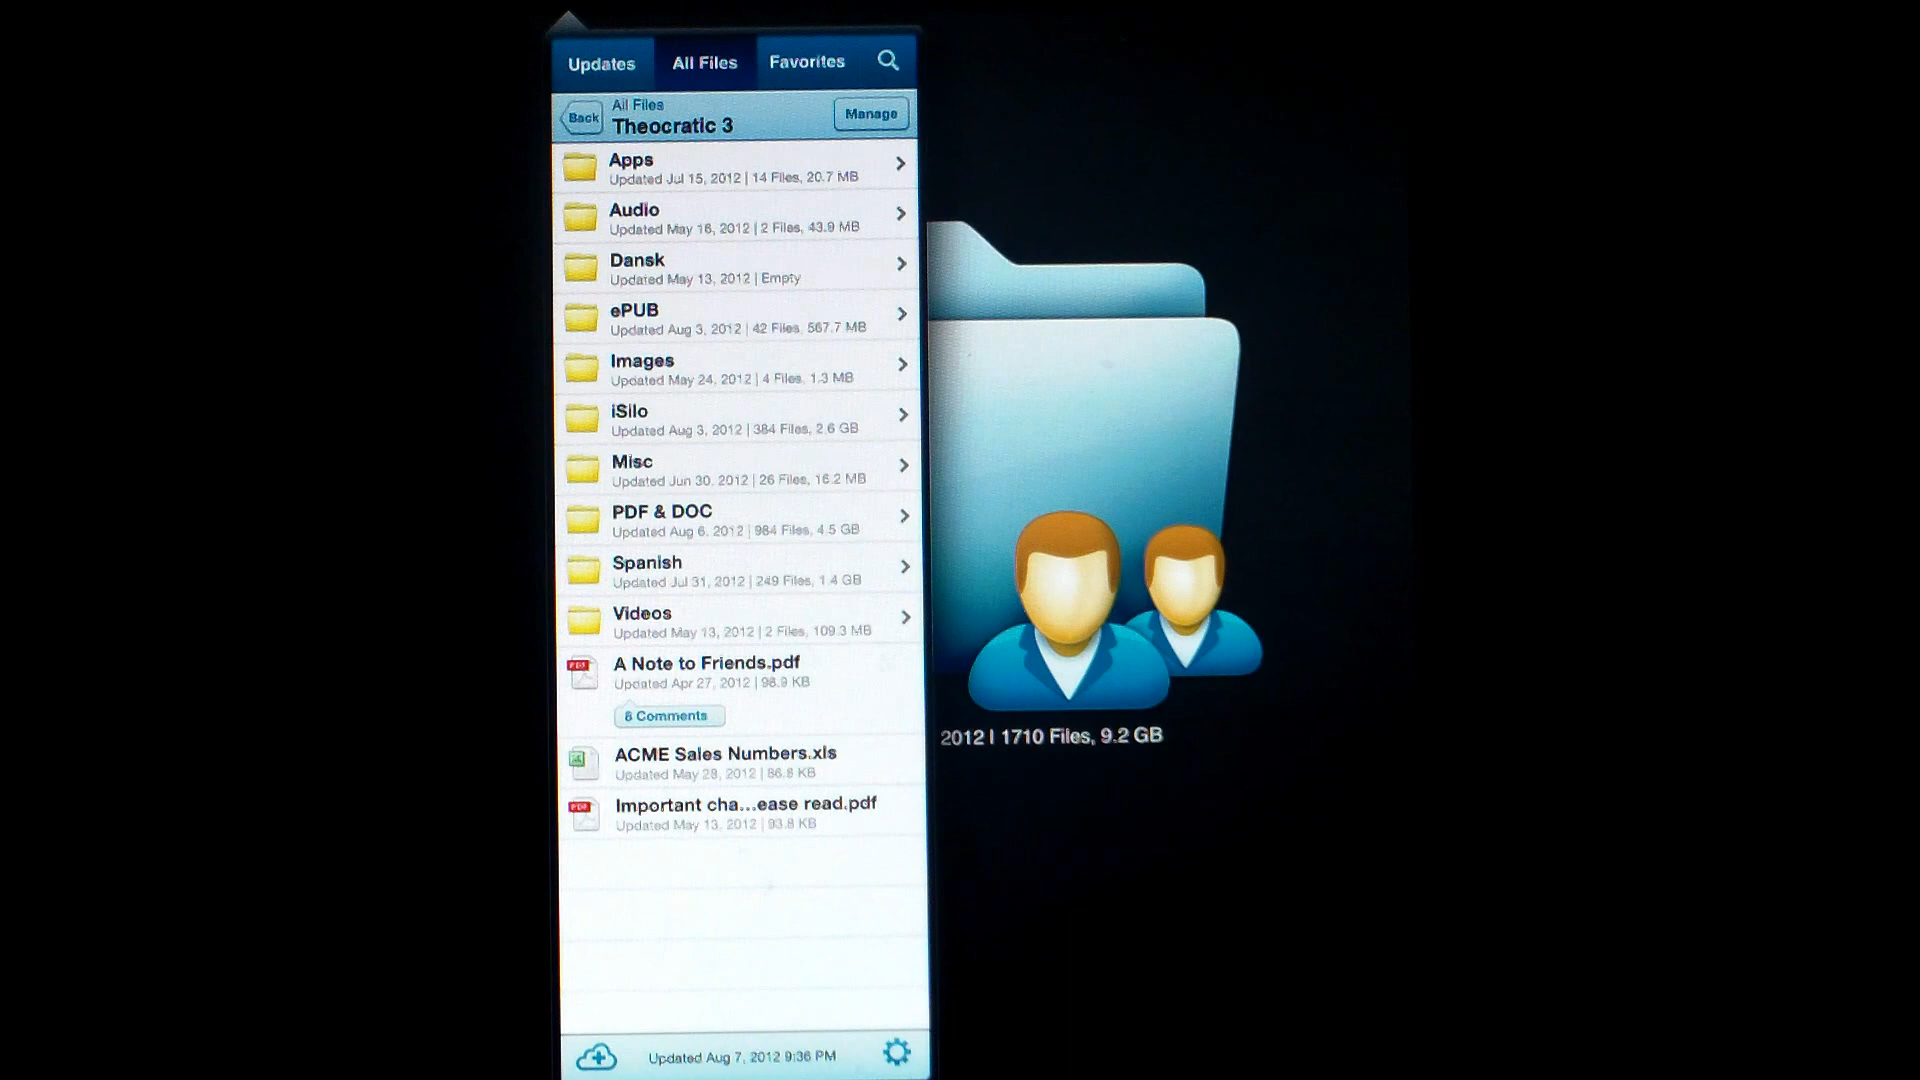 Updates
All Files
Favorites
Back
All Files
Theocratic 3
Manage
Apps
Updated Jul 15, 2012 | 14 Files, 20.7 MB
Audio
Updated May 16, 2012 | 2 Files, 43.9 MB
Dansk
Updated May 13, 2012 | Empty
ePUB
Updated Aug 3, 2012 | 42 Files, 567.7 MB
Images
Updated May 24, 2012 | 4 Files, 1.3 MB
iSilo
Updated Aug 3, 2012 | 384 Files, 2.6 GB
Misc
Updated Jun 30, 2012 | 26 Files, 16.2 MB
PDF & DOC
Updated Aug 6, 2012 | 984 Files, 4.5 GB
Spanish
Updated Jul 31, 2012 | 249 Files, 1.4 GB
Videos
Updated May 13, 2012 | 2 Files, 109.3 MB
A Note to Friends.pdf
Updated Apr 27, 2012 | 96.9 KB
8 Comments
ACME Sales Numbers.xls
Updated May 28, 2012 | 86.8 KB
Important cha...ease read.pdf
Updated May 13, 2012 | 93.8 KB
2012 | 1710 Files, 9.2 GB
Updated Aug 7, 2012 9:36 PM